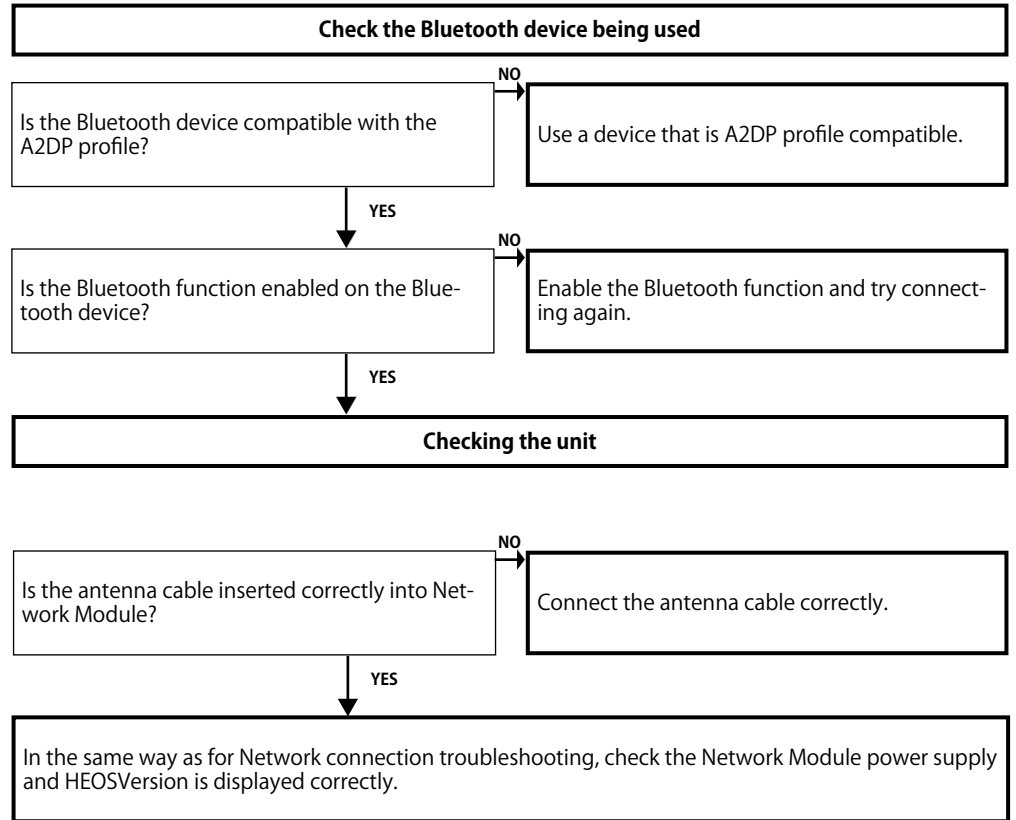 Check the Bluetooth device being used
NO
Is the Bluetooth device compatible with the
A2DP profile?
Use a device that is A2DP profile compatible.
YES
NO
Is the Bluetooth function enabled on the Blue-
tooth device?
Enable the Bluetooth function and try connect-
ing again.
YES
Checking the unit
NO
Is the antenna cable inserted correctly into Net-
work Module?
Connect the antenna cable correctly.
YES
In the same way as for Network connection troubleshooting, check the Network Module power supply
and HEOSVersion is displayed correctly.